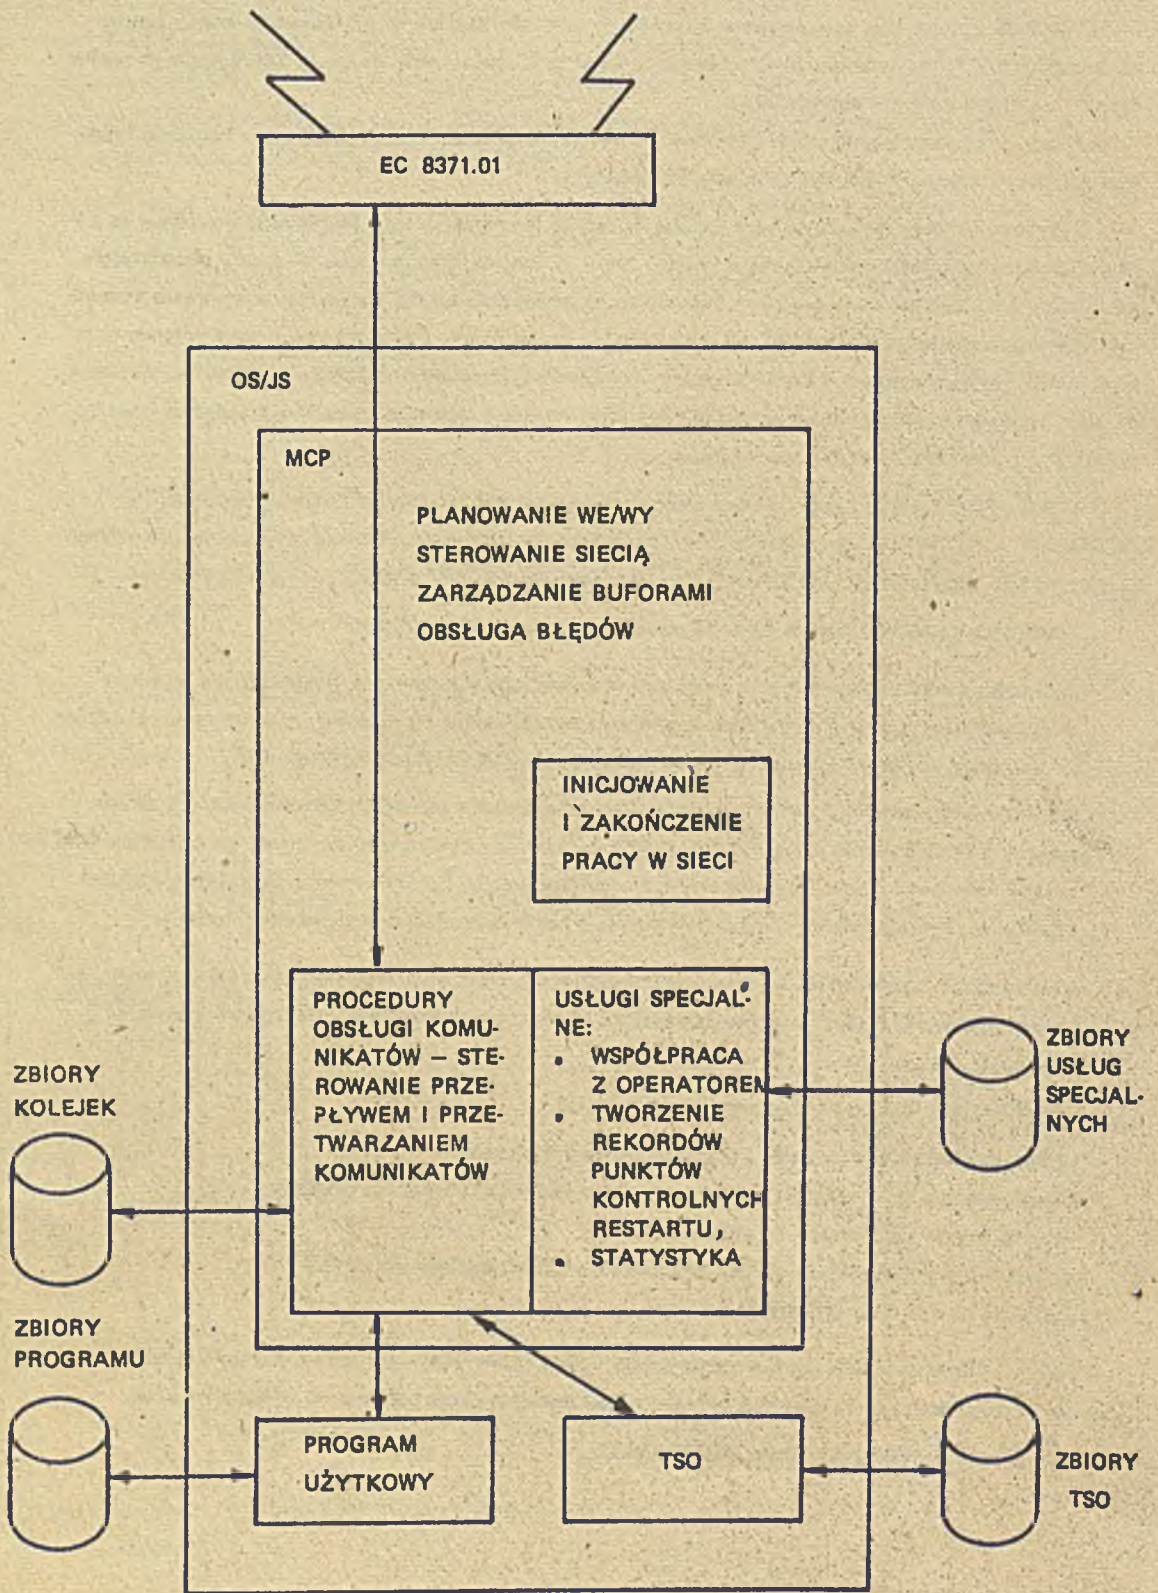 EC 8371.01
OS/JS
MCP
PLANOWANIE WE/WY
STEROWANIE SIECIĄ
ZARZĄDZANIE BUFORAMI
OBSŁUGA BŁĘDÓW
INICJOWANIE
I ZAKOŃCZENIE
PRACY W SIECI
PROCEDURY
OBSŁUGI KOMU-
NIKATÓW — STE-
ROWANIE PRZE-
PŁYWEM I PRZE-
TWARZANIEM
KOMUNIKATÓW
USŁUGI SPECJAL-
NE:
• WSPÓŁPRACA
Z OPERATOREM
• TWORZENIE
REKORDÓW
PUNKTÓW
KONTROLNYCH
RESTARTU,
• STATYSTYKA
ZBIORY
USŁUG
SPECJAL-
NYCH
ZBIORY
KOLEJEK
ZBIORY
PROGRAMU
PROGRAM
UŻYTKOWY
TSO
ZBIORY
TSO